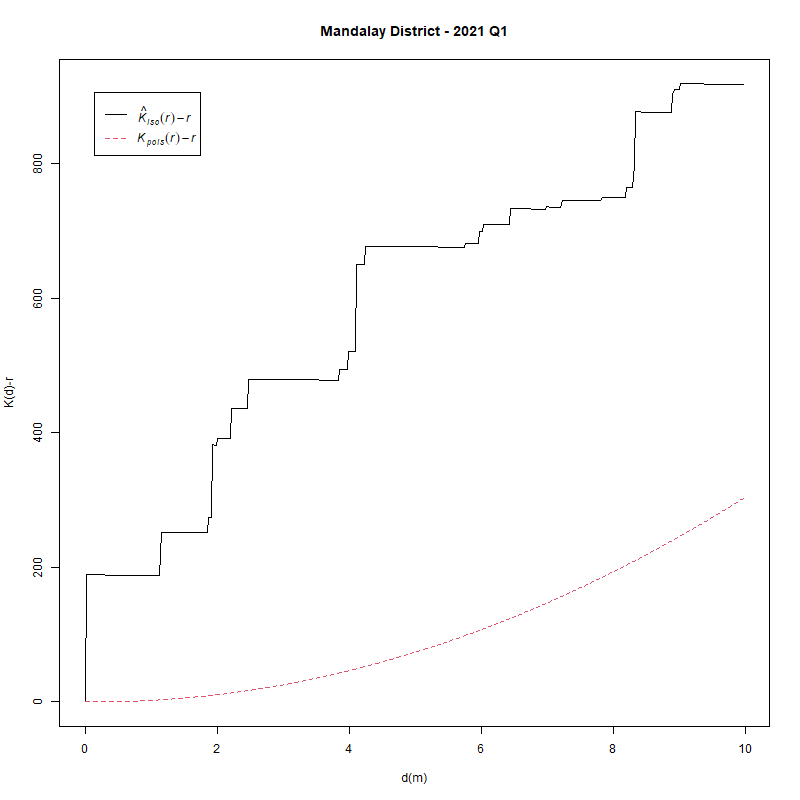 Mandalay District - 2021 Q1
K̂iso(r) − r
Kpois(r) − r
K(d)-r
0
200
400
600
800
0 2 4 6 8 10
d(m)